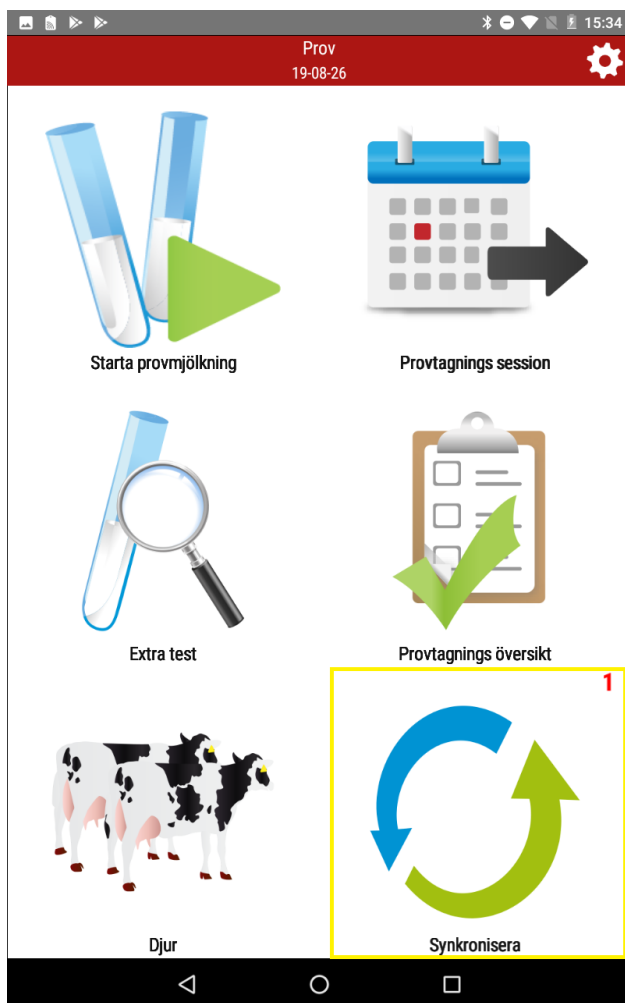 15:34
Prov
19-08-26
Starta provmjölkning
Provtagnings session
Extra test
Provtagnings översikt
1
Djur
Synkronisera